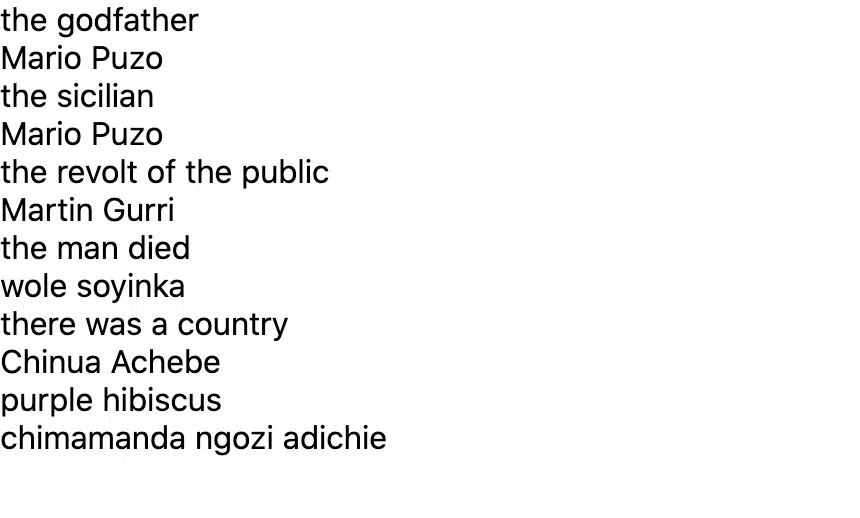 the godfather
Mario Puzo
the sicilian
Mario Puzo
the revolt of the public
Martin Gurri
the man died
wole soyinka
there was a country
Chinua Achebe
purple hibiscus
chimamanda ngozi adichie